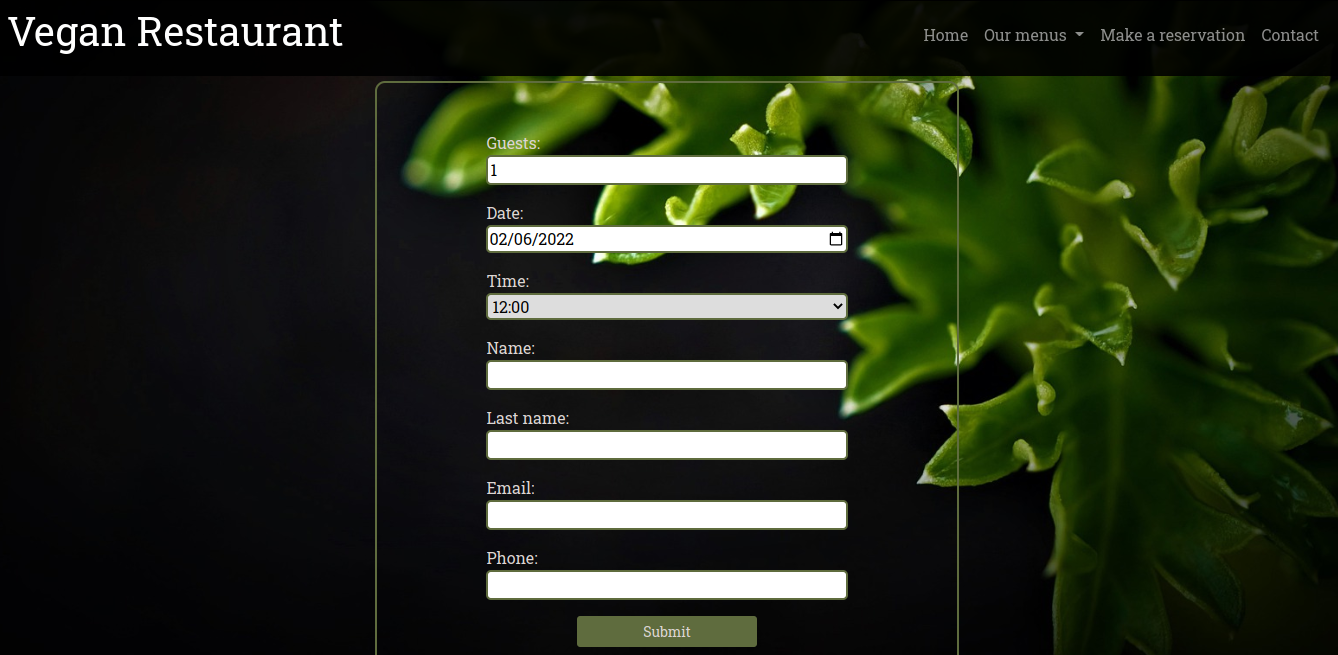 Vegan Restaurant
Home Our menus Make a reservation Contact
Guests:
1
Date:
02/06/2022
Time:
12:00
Name:
Last name:
Email:
Phone:
Submit